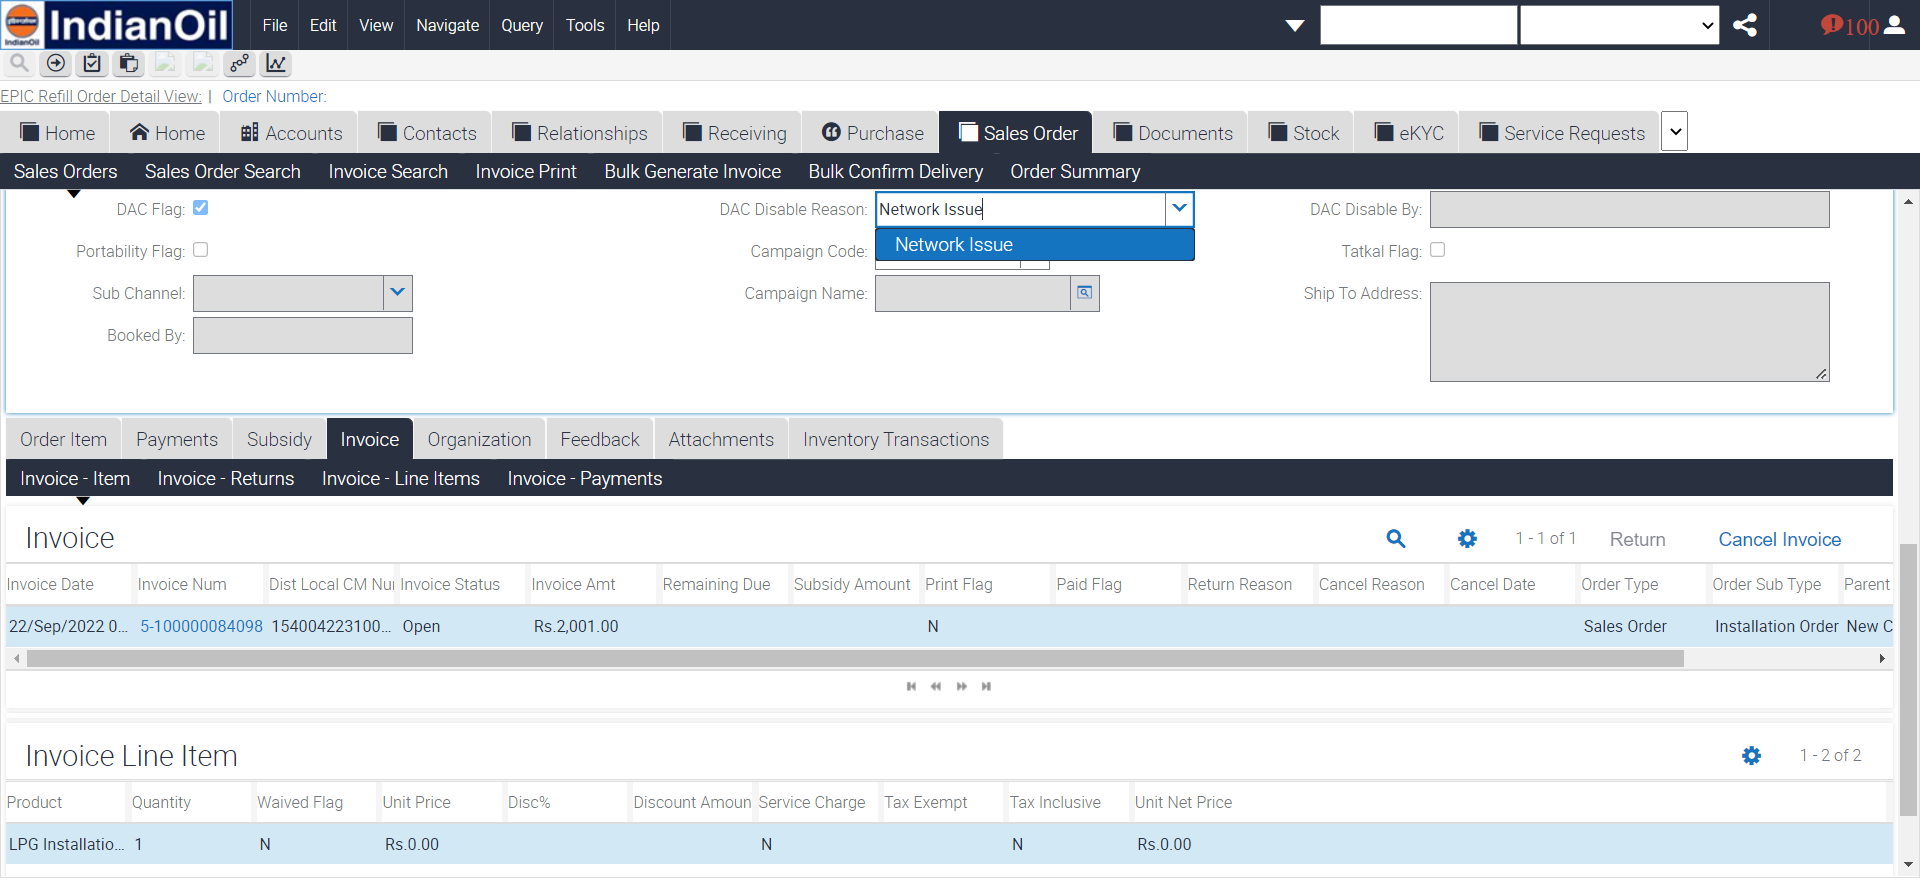 IndianOil IndianOil File Edit View Navigate Query Tools Help 100
EPIC Refill Order Detail View: | Order Number:
Home Home Accounts Contacts Relationships Receiving Purchase Sales Order Documents Stock eKYC Service Requests
Sales Orders Sales Order Search Invoice Search Invoice Print Bulk Generate Invoice Bulk Confirm Delivery Order Summary
DAC Flag: DAC Disable Reason: Network Issue DAC Disable By:
Network Issue
Portability Flag: Campaign Code: Tatkal Flag:
Sub Channel: Campaign Name: Ship To Address:
Booked By:
Order Item Payments Subsidy Invoice Organization Feedback Attachments Inventory Transactions
Invoice - Item Invoice - Returns Invoice - Line Items Invoice - Payments
Invoice 1 - 1 of 1 Return Cancel Invoice
Invoice Date Invoice Num Dist Local CM Nu Invoice Status Invoice Amt Remaining Due Subsidy Amount Print Flag Paid Flag Return Reason Cancel Reason Cancel Date Order Type Order Sub Type Parent
22/Sep/2022 0... 5-100000084098 154004223100... Open Rs.2,001.00 N Sales Order Installation Order New C
Invoice Line Item 1 - 2 of 2
Product Quantity Waived Flag Unit Price Disc% Discount Amoun Service Charge Tax Exempt Tax Inclusive Unit Net Price
LPG Installatio... 1 N Rs.0.00 N N Rs.0.00